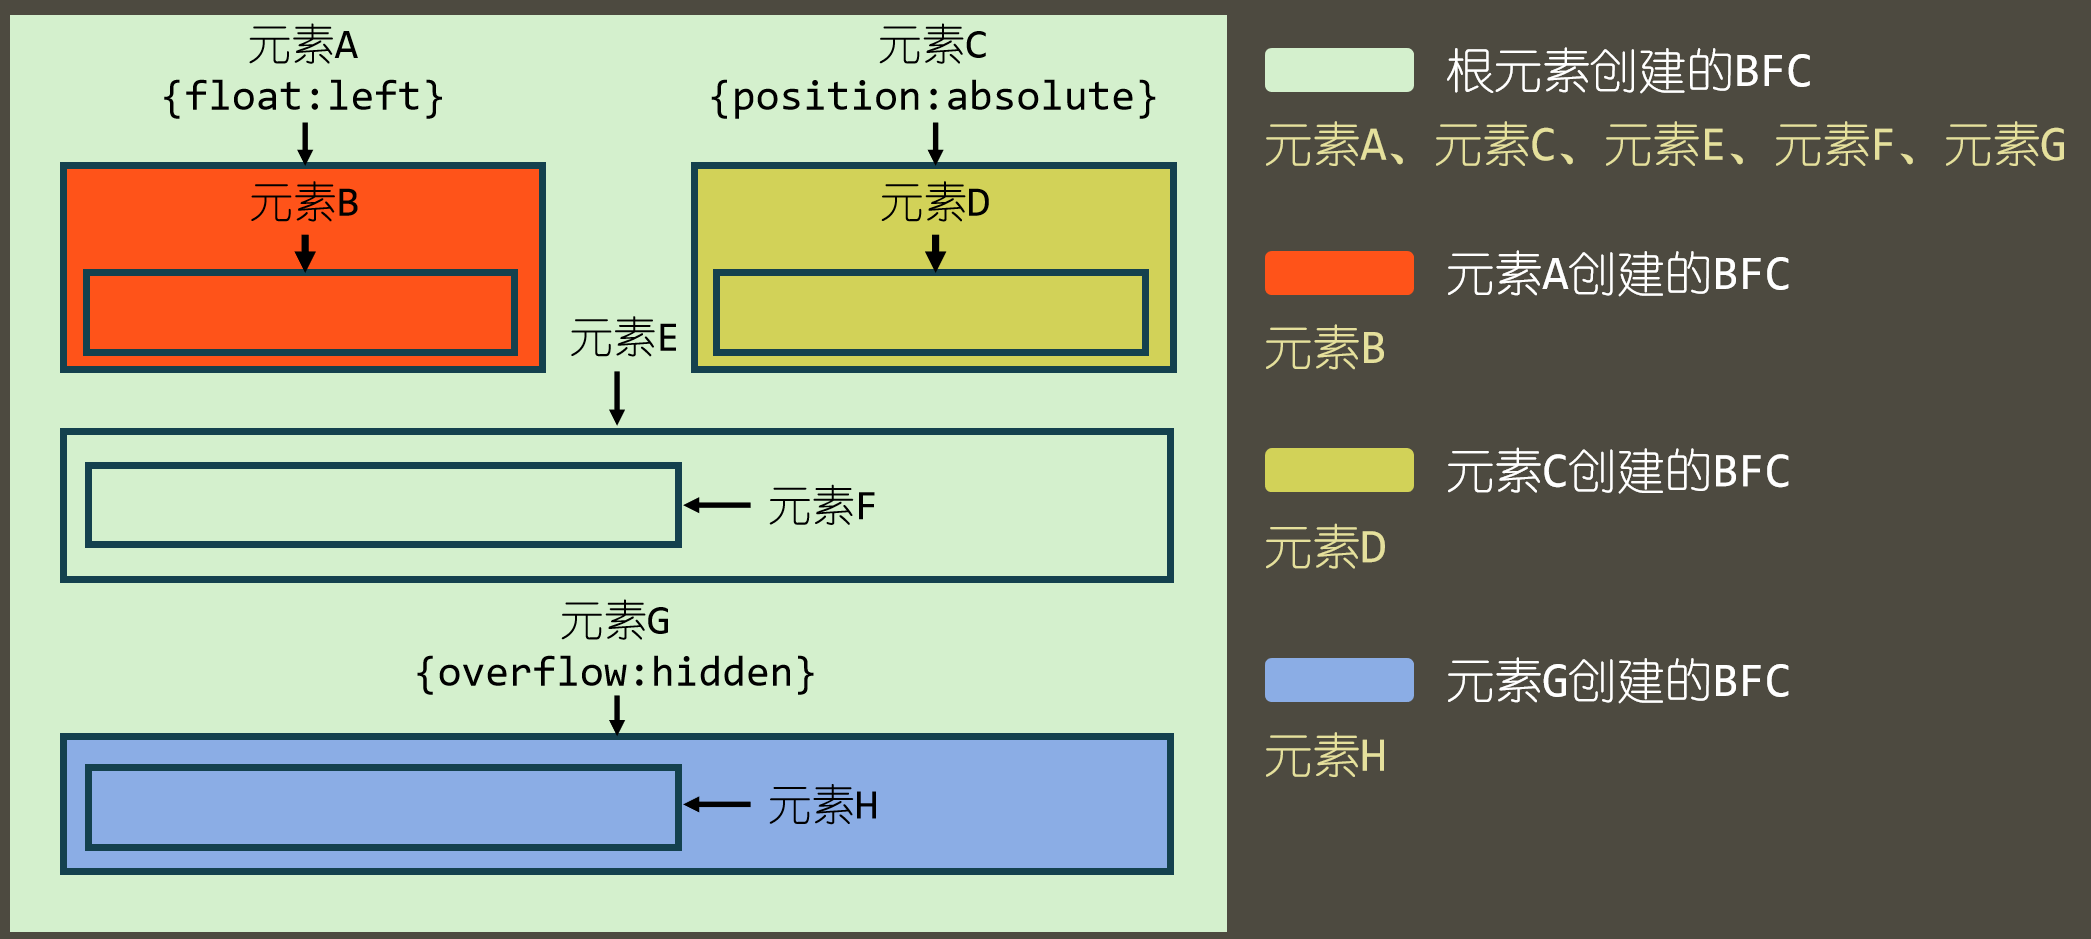 元素A
{float:left}
元素C
{position:absolute}
元素B
元素D
元素E
元素F
元素G
{overflow:hidden}
元素H
根元素创建的BFC
元素A、元素C、元素E、元素F、元素G
元素A创建的BFC
元素B
元素C创建的BFC
元素D
元素G创建的BFC
元素H